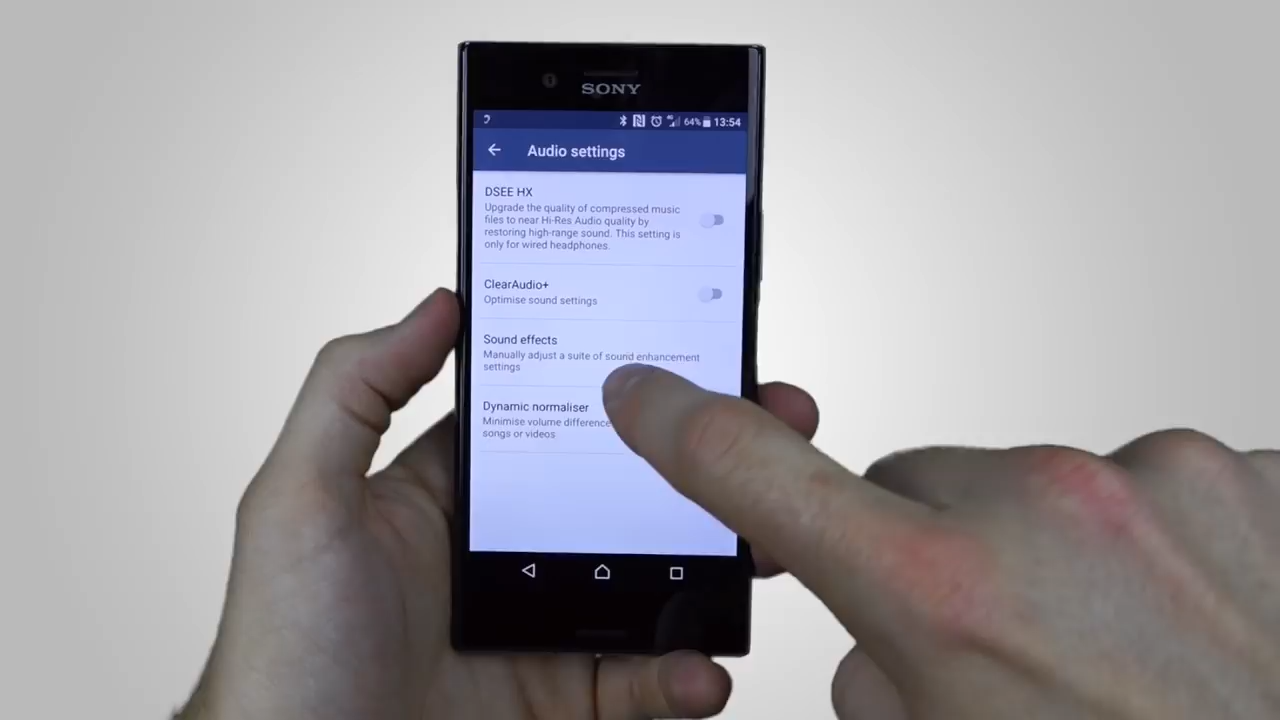 SONY
64% 13:54
Audio settings
DSEE HX
Upgrade the quality of compressed music
files to near Hi-Res Audio quality by
restoring high-range sound. This setting is
only for wired headphones.
ClearAudio+
Optimise sound settings
Sound effects
Manually adjust a suite of sound enhancement
settings
Dynamic normaliser
Minimise volume difference
songs or videos